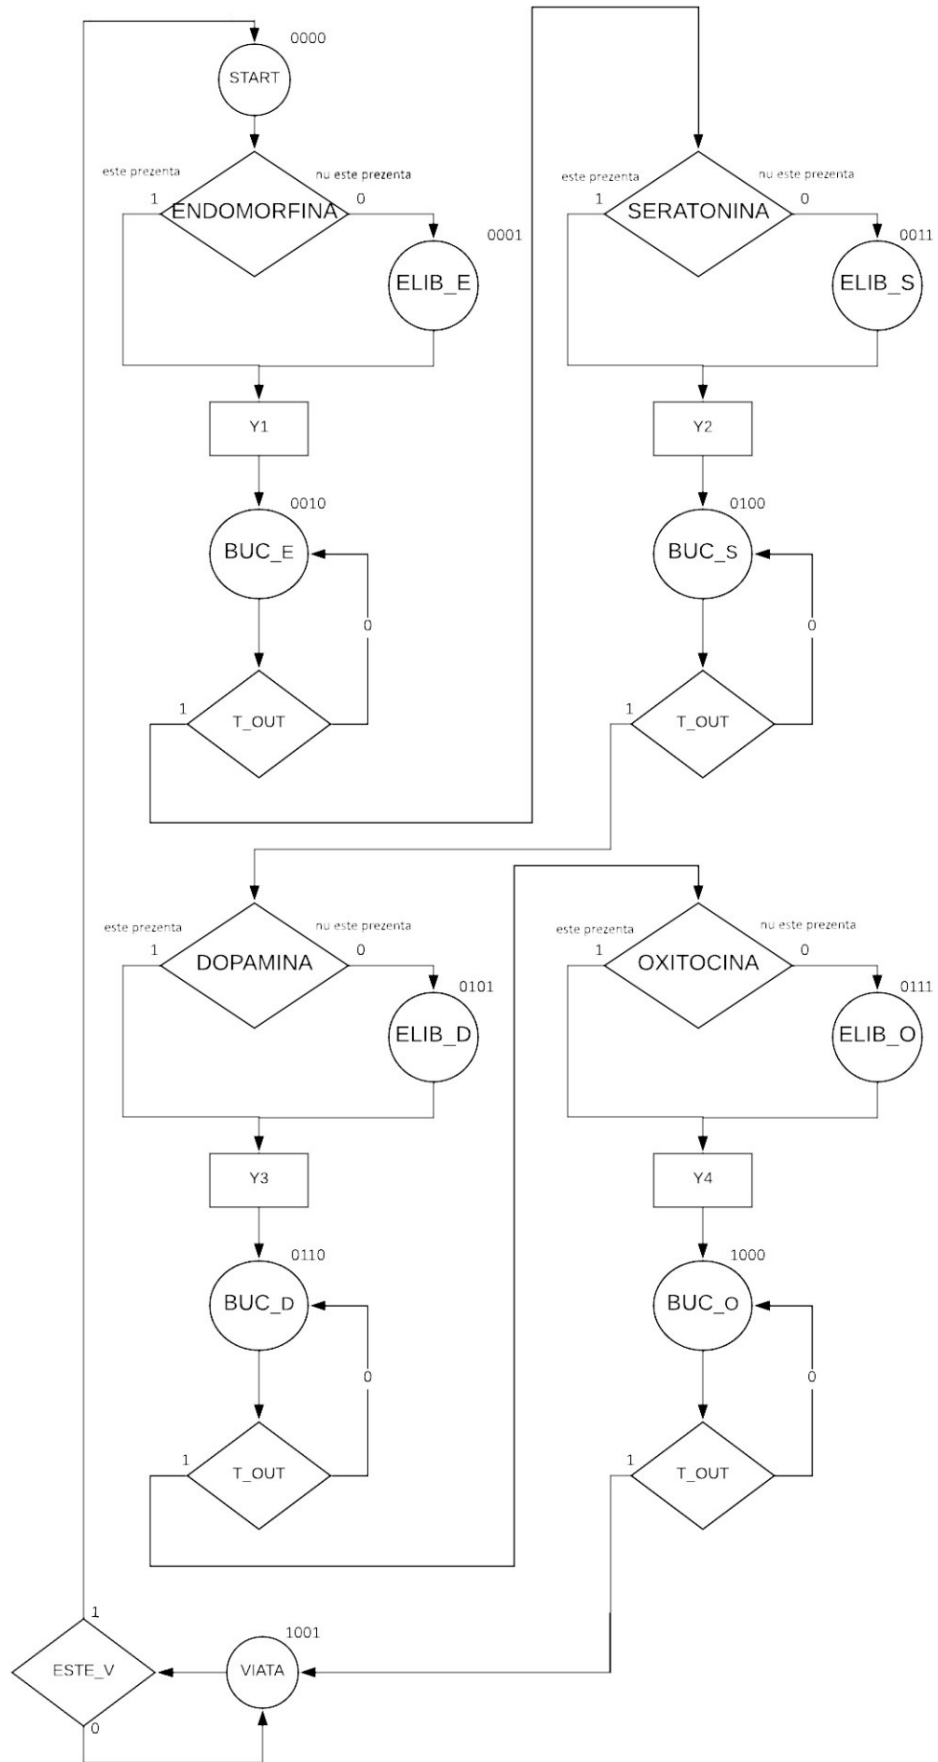 0000
START
este prezenta
nu este prezenta
1
ENDOMORFINA
0
0001
ELIB_E
Y1
0010
BUC_E
0
1
T_OUT
este prezenta
nu este prezenta
1
SERATONINA
0
0011
ELIB_S
Y2
0100
BUC_S
0
1
T_OUT
este prezenta
nu este prezenta
1
DOPAMINA
0
0101
ELIB_D
Y3
0110
BUC_D
0
1
T_OUT
este prezenta
nu este prezenta
1
OXITOCINA
0
0111
ELIB_O
Y4
1000
BUC_O
0
1
T_OUT
1
ESTE_V
0
1001
VIATA